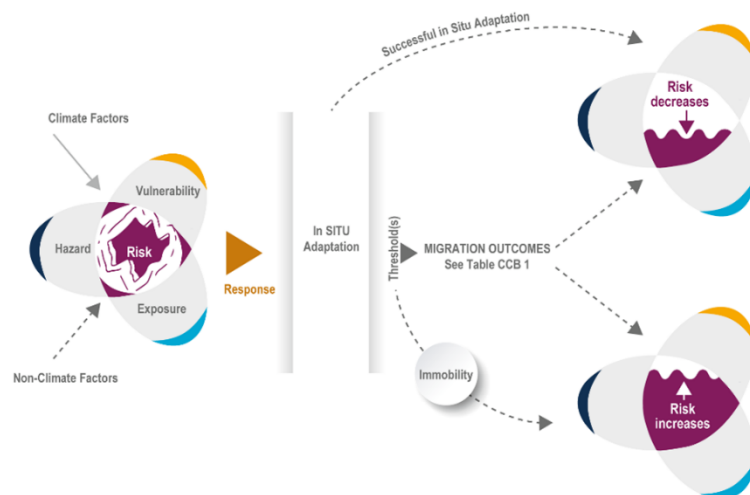 Climate Factors
Vulnerability
Hazard
Risk
Exposure
Non-Climate Factors
Response
In SITU
Adaptation
Successful in Situ Adaptation
Threshold(s)
MIGRATION OUTCOMES
See Table CCB 1
Immobility
Risk
decreases
Risk
increases